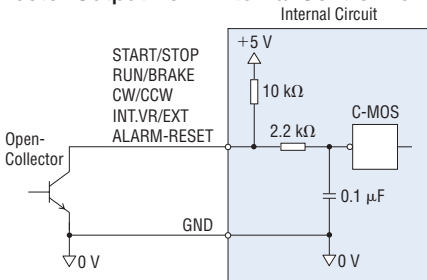 Internal Circuit
+5 V
START/STOP
RUN/BRAKE
CW/CCW
INT.VR/EXT
ALARM-RESET
10 kΩ
2.2 kΩ
C-MOS
Open-
Collector
0.1 µF
GND
0 V
0 V